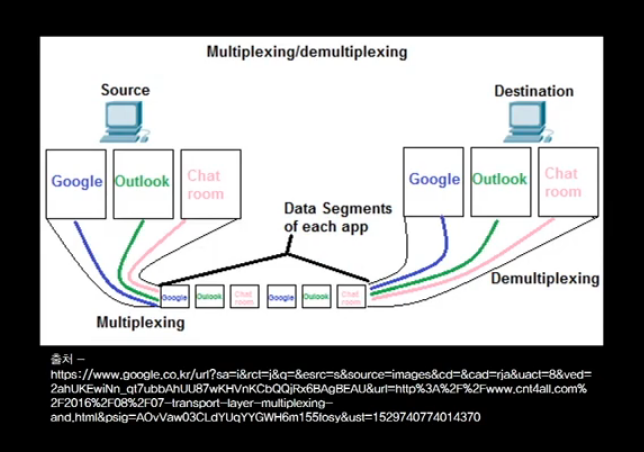 Multiplexing/demultiplexing
Source
Destination
Google
Outlook
Chat
room
Google
Outlook
Chat
room
Data Segments
of each app
Demultiplexing
Google
Outlook
Chat
room
Google
Outlook
Chat
room
Multiplexing
출처 –
https://www.google.co.kr/url?sa=i&rct=j&q=&esrc=s&source=images&cd=&cad=rja&uact=8&ved=
2ahUKEwiNn_qt7ubbAhUU87wKHVnKCbQQjRx6BAgBEAU&url=http%3A%2F%2Fwww.cnt4all.com%
2F2016%2F08%2F07-transport-layer-multiplexing-
and.html&psig=AOvVaw03CLdYUqYYGWH6m155fosy&ust=1529740774014370